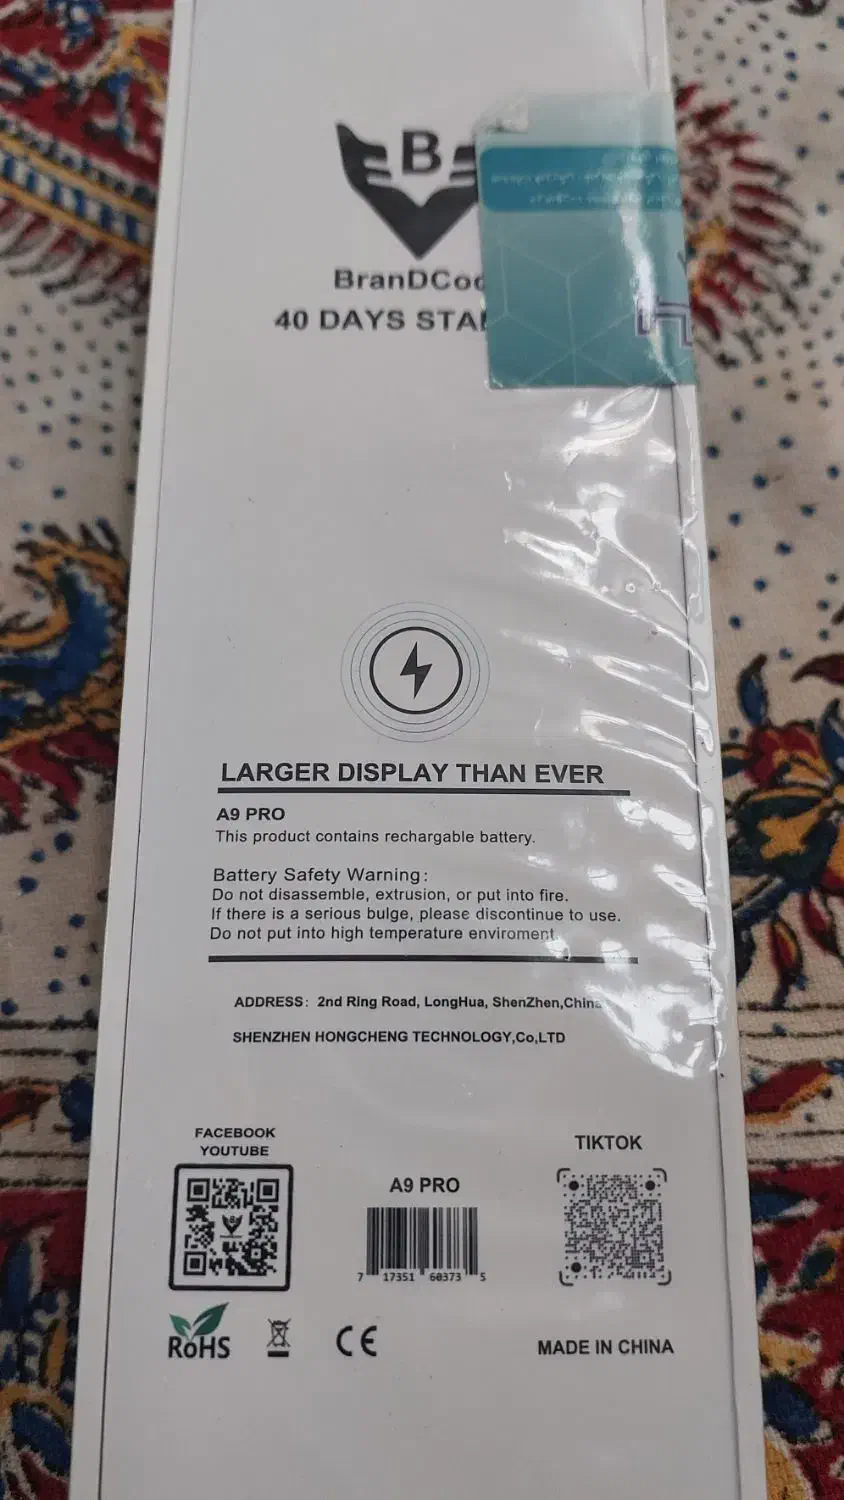 B
BranDCo
40 DAYS STA
LARGER DISPLAY THAN EVER
A9 PRO
This product contains rechargable battery.
Battery Safety Warning:
Do not disassemble, extrusion, or put into fire.
If there is a serious bulge, please discontinue to use.
Do not put into high temperature enviroment
ADDRESS: 2nd Ring Road, LongHua, ShenZhen,China
SHENZHEN HONGCHENG TECHNOLOGY,Co,LTD
FACEBOOK
YOUTUBE
TIKTOK
A9 PRO
7 17351 60373 5
RoHS
CE
MADE IN CHINA